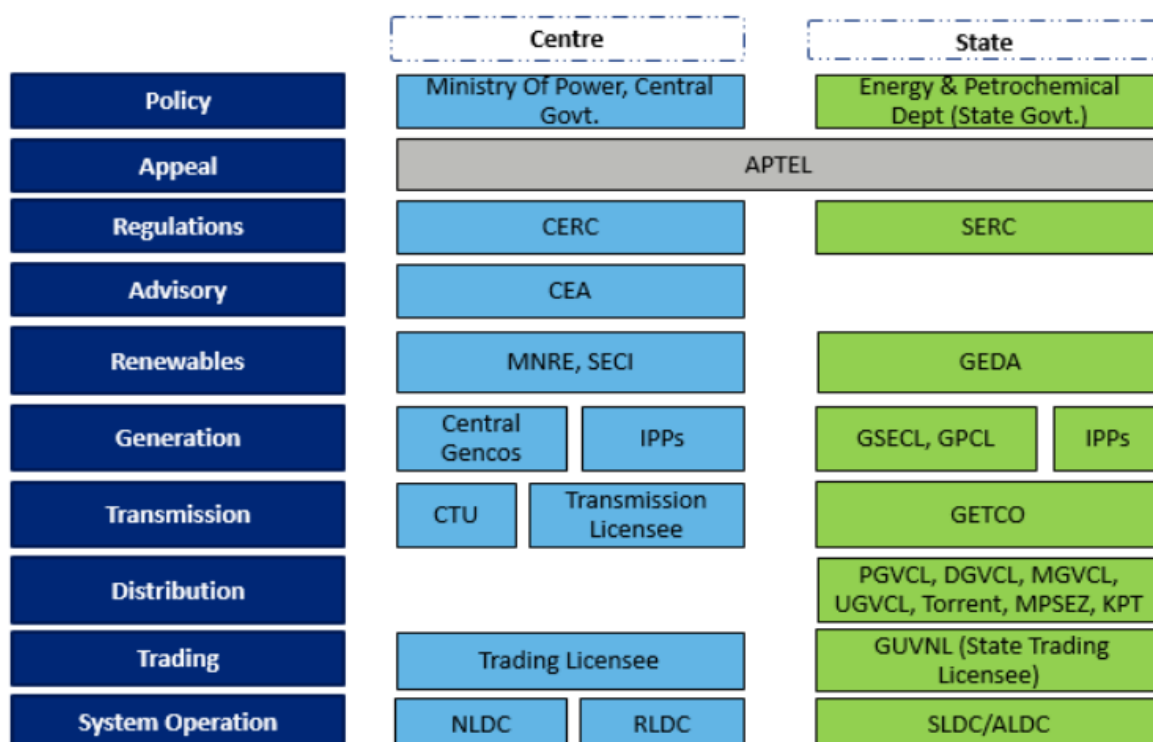 Centre
State
Policy
Ministry Of Power, Central
Govt.
Energy & Petrochemical
Dept (State Govt.)
Appeal
APTEL
Regulations
CERC
SERC
Advisory
CEA
Renewables
MNRE, SECI
GEDA
Generation
Central
Gencos
IPPs
GSECL, GPCL
IPPs
Transmission
CTU
Transmission
Licensee
GETCO
Distribution
PGVCL, DGVCL, MGVCL,
UGVCL, Torrent, MPSEZ, KPT
Trading
Trading Licensee
GUVNL (State Trading
Licensee)
System Operation
NLDC
RLDC
SLDC/ALDC